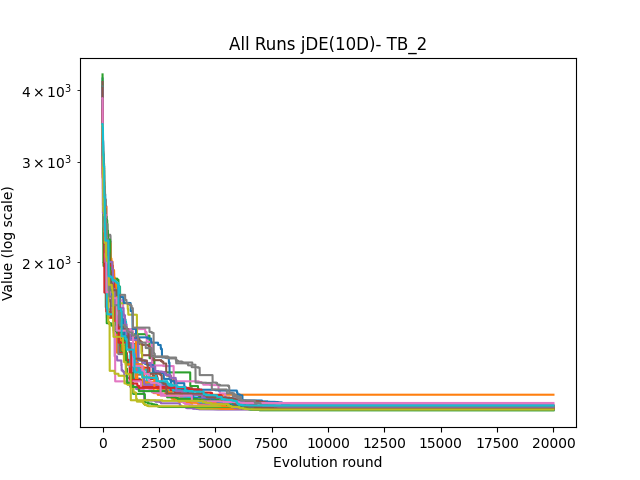 All Runs jDE(10D)- TB_2
Value (log scale)
4 × 10³
3 × 10³
2 × 10³
0 2500 5000 7500 10000 12500 15000 17500 20000
Evolution round